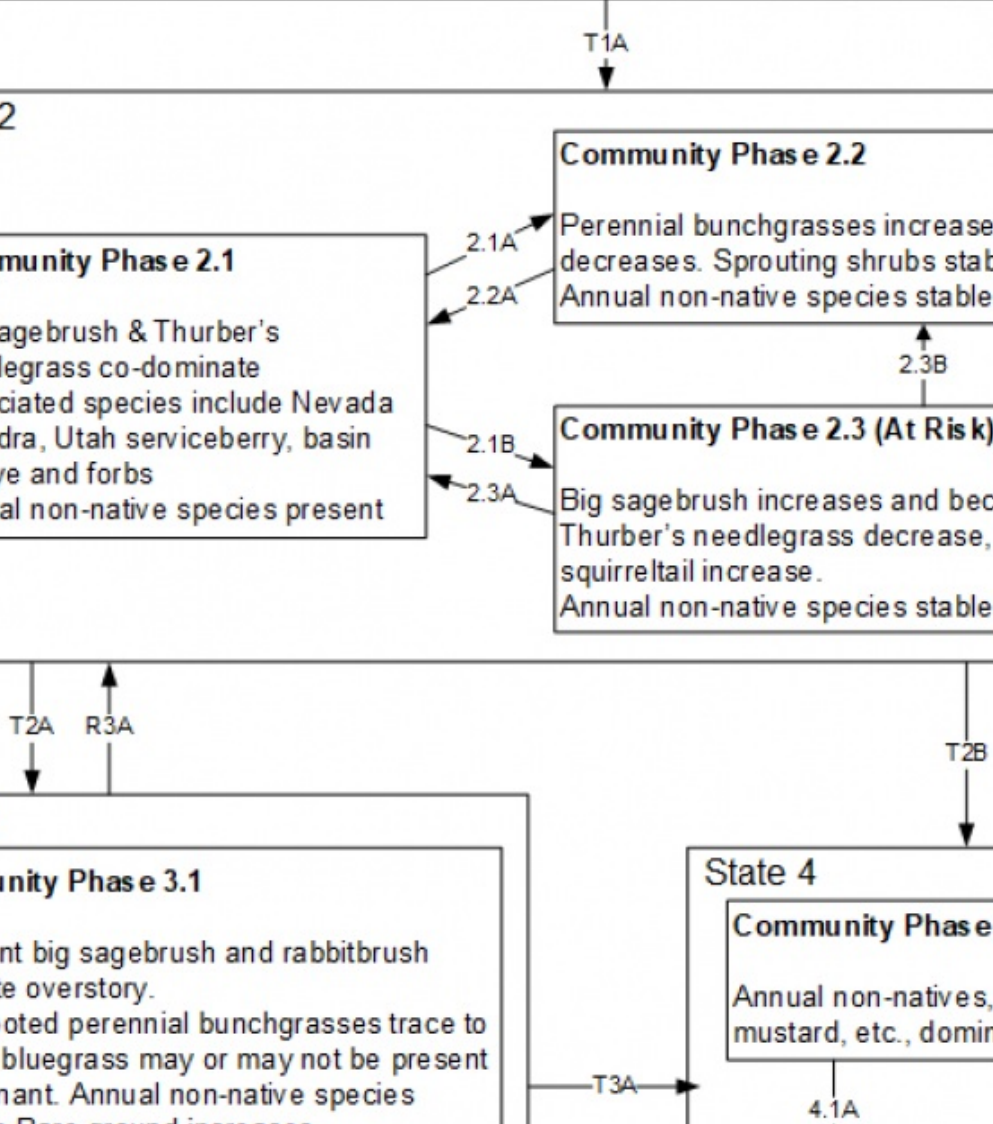 T1A
2
Community Phase 2.2
Perennial bunchgrasses increase
decreases. Sprouting shrubs stab
Annual non-native species stable
2.1A
2.2A
munity Phase 2.1
agebrush & Thurber's
legrass co-dominate
ciated species include Nevada
dra, Utah serviceberry, basin
ve and forbs
al non-native species present
2.3B
2.1B
2.3A
Community Phase 2.3 (At Risk)
Big sagebrush increases and bec
Thurber's needlegrass decrease,
squirreltail increase.
Annual non-native species stable
T2A
R3A
T2B
unity Phase 3.1
nt big sagebrush and rabbitbrush
te overstory.
oted perennial bunchgrasses trace to
bluegrass may or may not be present
nant. Annual non-native species
T3A
State 4
Community Phase
Annual non-natives,
mustard, etc., domin
4.1A